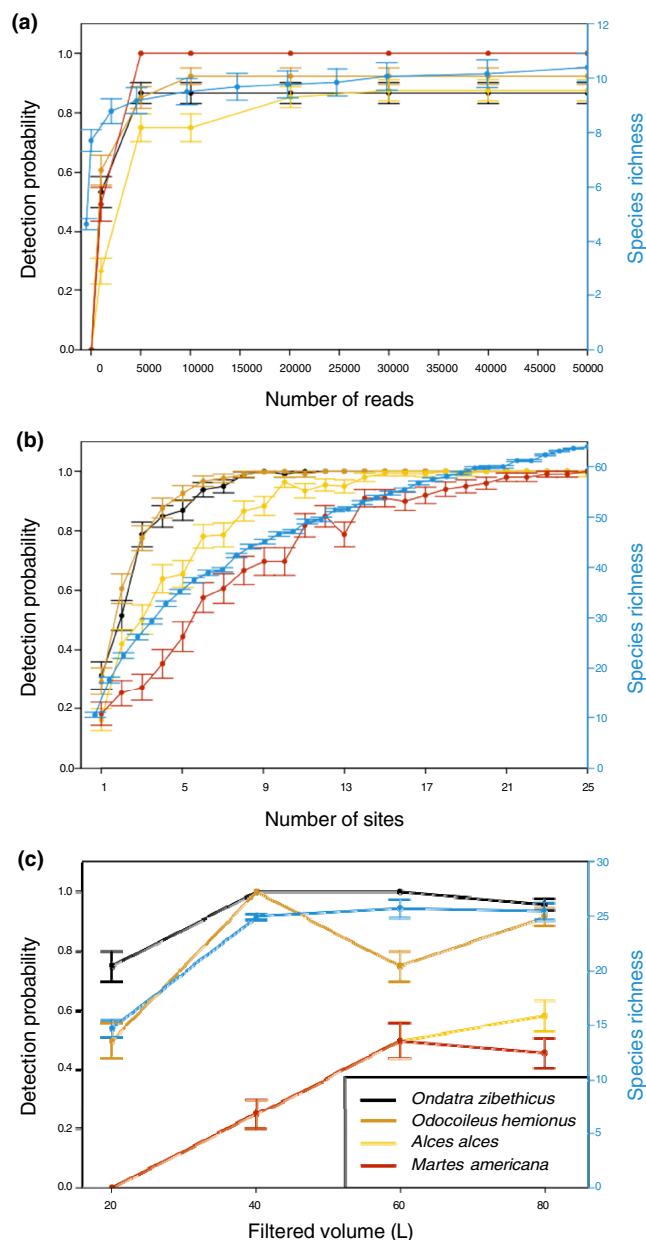 (a)
12
1.0
10
0.8
8
0.6
6
0.4
4
0.2
2
0.0
0
Detection probability
Species richness
0 5000 10000 15000 20000 25000 30000 35000 40000 45000 50000
Number of reads
(b)
1.0
60
0.8
50
0.6
40
30
0.4
20
0.2
10
0.0
0
Detection probability
Species richness
1 5 9 13 17 21 25
Number of sites
(c)
30
1.0
25
0.8
20
0.6
15
0.4
10
0.2
5
0.0
0
Detection probability
Species richness
Ondatra zibethicus
Odocoileus hemionus
Alces alces
Martes americana
20 40 60 80
Filtered volume (L)